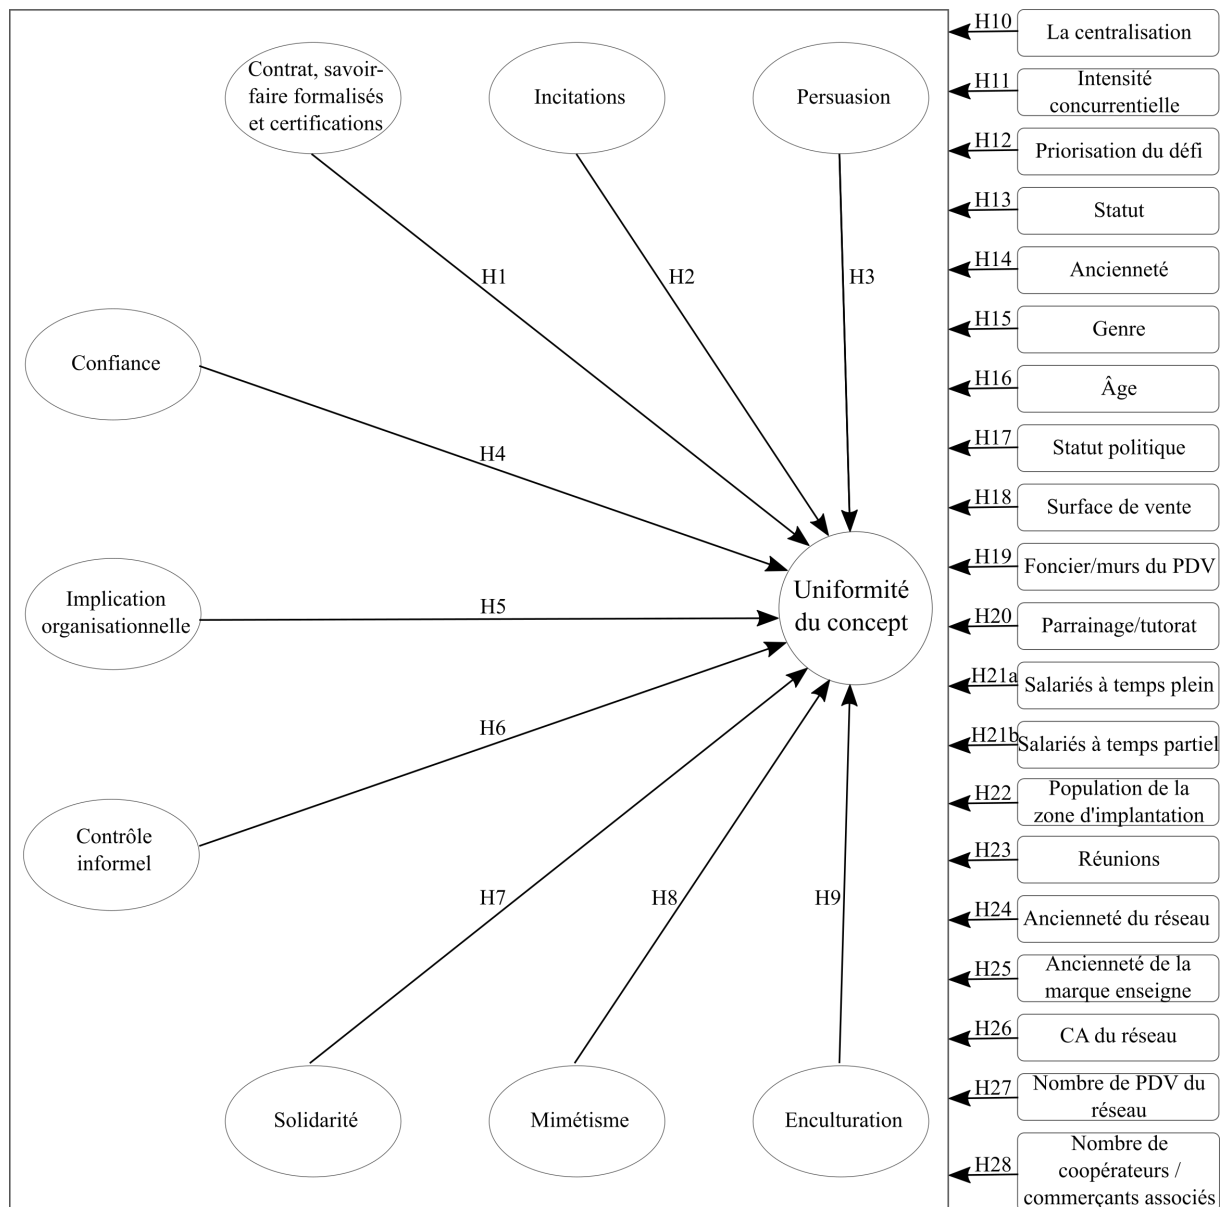 Contrat, savoir-
faire formalisés
et certifications
Incitations
Persuasion
H1
H2
H3
Confiance
H4
Implication
organisationnelle
H5
Uniformité
du concept
H6
Contrôle
informel
H7
H8
H9
Solidarité
Mimétisme
Enculturation
H10
La centralisation
H11
Intensité
concurrentielle
H12
Priorisation du défi
H13
Statut
H14
Ancienneté
H15
Genre
H16
Âge
H17
Statut politique
H18
Surface de vente
H19
Foncier/murs du PDV
H20
Parrainage/tutorat
H21a
Salariés à temps plein
H21b
Salariés à temps partiel
H22
Population de la
zone d'implantation
H23
Réunions
H24
Ancienneté du réseau
H25
Ancienneté de la
marque enseigne
H26
CA du réseau
H27
Nombre de PDV du
réseau
H28
Nombre de
coopérateurs /
commerçants associés